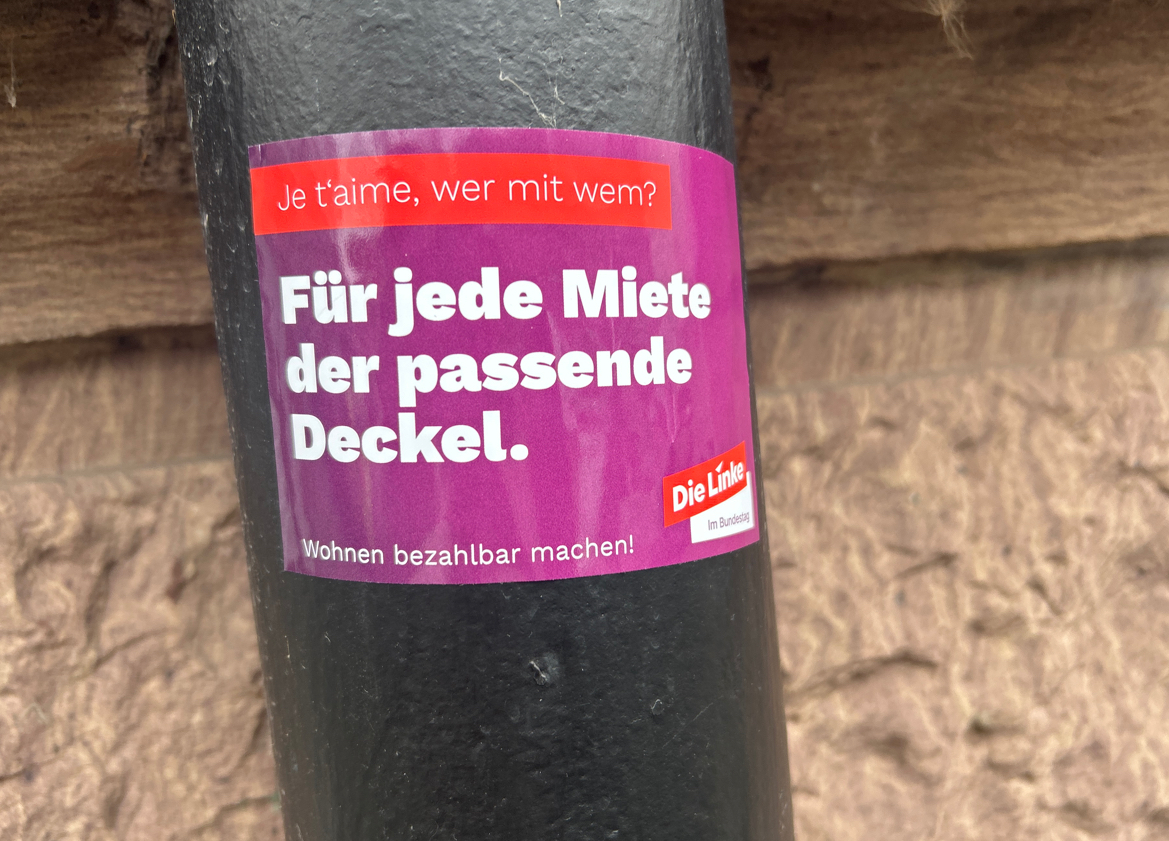 Je t‘aime, wer mit wem?
Für jede Miete
der passende
Deckel.
Die Linke
Im Bundestag
Wohnen bezahlbar machen!